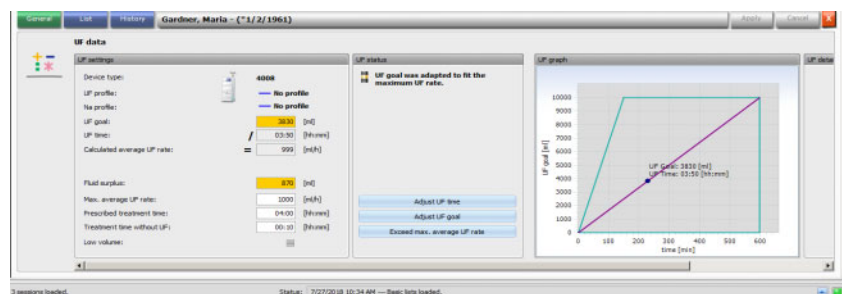 General List History Gardner, Maria - (*1/2/1961) Apply Cancel X
UF data
UF settings
Device type: 4008
UF profile: No profile
Na profile: No profile
UF goal: 3830 [ml]
UF time: / 03:50 [hh:mm]
Calculated average UF rate: = 999 [ml/h]
Fluid surplus: 870 [ml]
Max. average UF rate: 1000 [ml/h]
Prescribed treatment time: 04:00 [hh:mm]
Treatment time without UF: 00:10 [hh:mm]
Low volume:
UF status
UF goal was adapted to fit the
maximum UF rate.
Adjust UF time
Adjust UF goal
Exceed max. average UF rate
UF graph
UF goal [ml]
10000
9000
8000
7000
6000
5000
4000
3000
2000
1000
0
UF Goal: 3830 [ml]
UF Time: 03:50 [hh:mm]
0 100 200 300 400 500 600
time [min]
UF deta
3 sessions loaded. Status: 7/27/2018 10:34 AM --- Basic lists loaded.